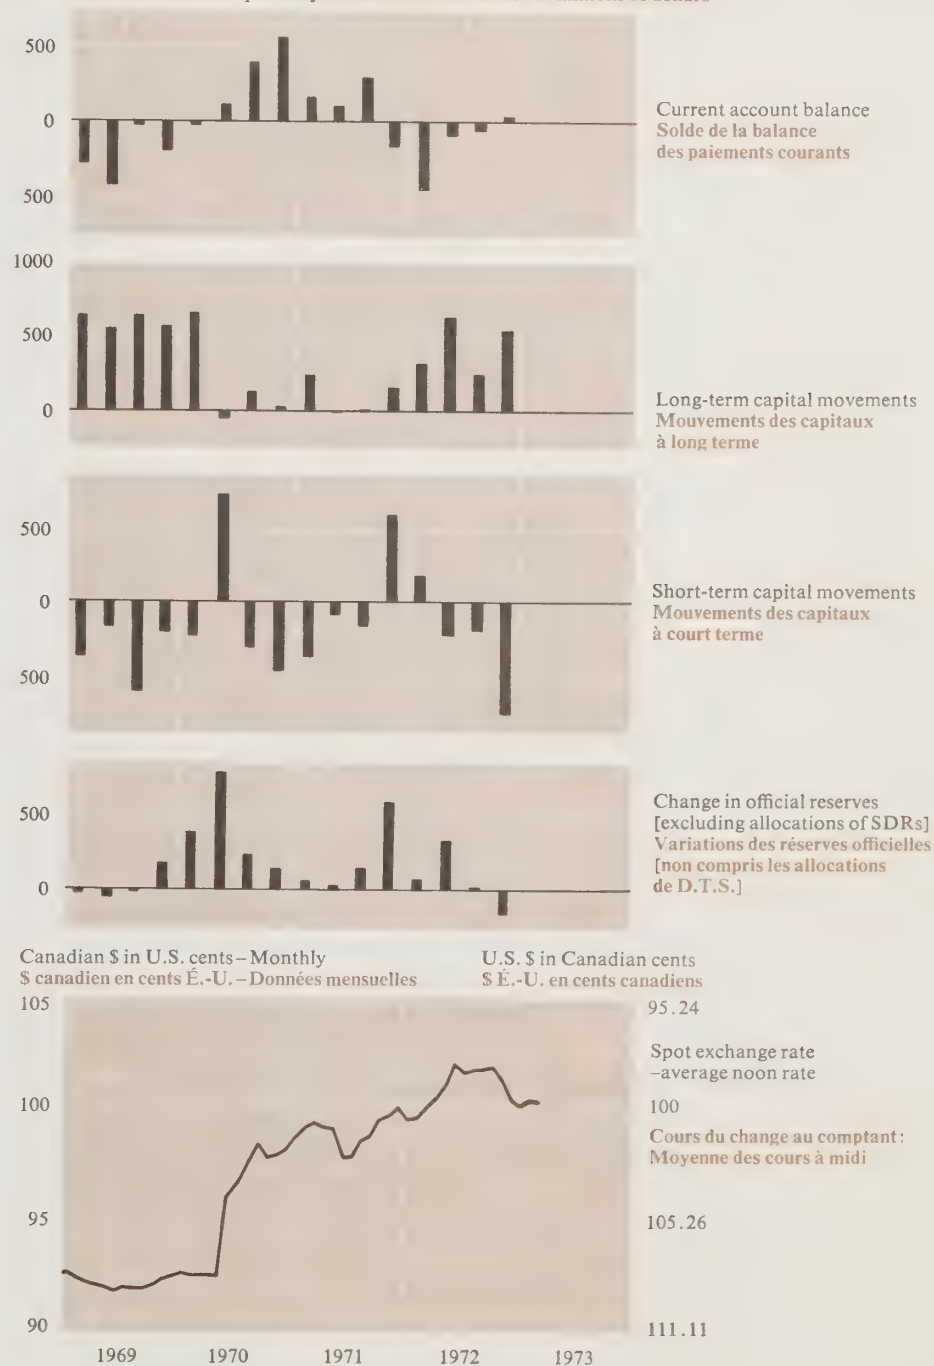 500
0
500
Current account balance
Solde de la balance
des paiements courants
1000
500
0
Long-term capital movements
Mouvements des capitaux
à long terme
500
0
500
Short-term capital movements
Mouvements des capitaux
à court terme
500
0
Change in official reserves
[excluding allocations of SDRs]
Variations des réserves officielles
[non compris les allocations
de D.T.S.]
Canadian $ in U.S. cents – Monthly
$ canadien en cents É.-U. – Données mensuelles
U.S. $ in Canadian cents
$ É.-U. en cents canadiens
105
100
95
90
95.24
Spot exchange rate
–average noon rate
100
Cours du change au comptant:
Moyenne des cours à midi
105.26
111.11
1969 1970 1971 1972 1973